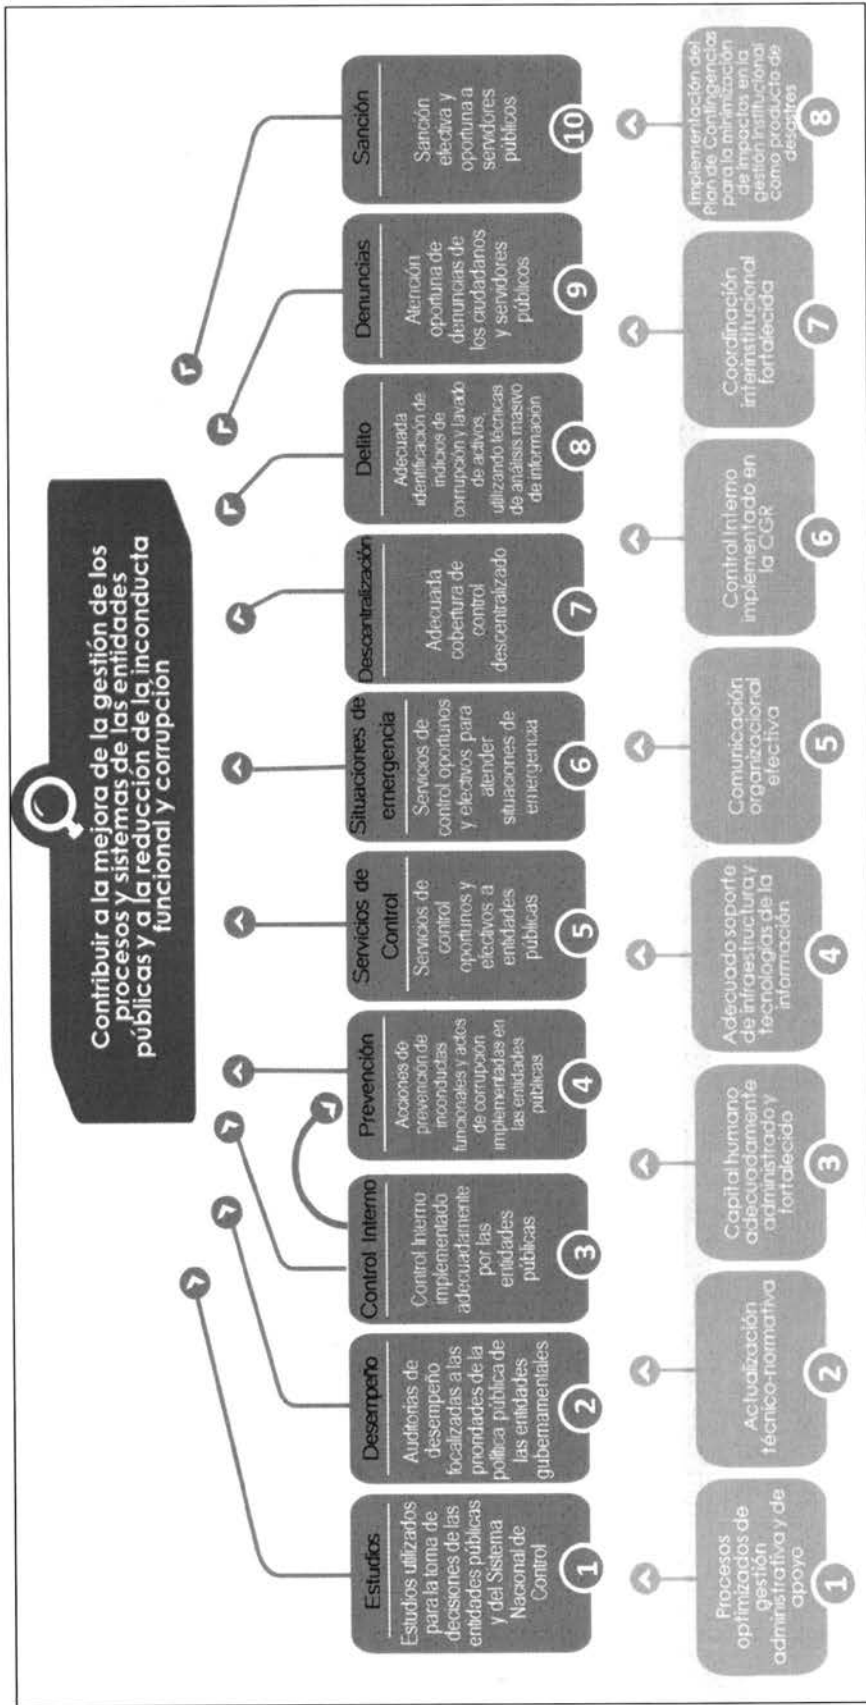 Contribuir a la mejora de la gestión de los
procesos y sistemas de las entidades
públicas y a la reducción de la inconducta
funcional y corrupción
Estudios
Estudios utilizados
para la toma de
decisiones de las
entidades públicas
y del Sistema
Nacional de
Control
1
Desempeño
Auditorías de
desempeño
focalizadas a las
prioridades de la
política pública de
las entidades
gubernamentales
2
Control Interno
Control Interno
implementado
adecuadamente
por las
entidades
públicas
3
Prevención
Acciones de
prevención de
inconductas
funcionales y actos
de corrupción
implementadas en
las entidades
públicas
4
Servicios de
Control
Servicios de
control
oportunos y
efectivos a
entidades
públicas
5
Situaciones de
emergencia
Servicios de
control oportunos
y efectivos para
atender
situaciones de
emergencia
6
Descentralización
Adecuada
cobertura de
control
descentralizado
7
Delito
Adecuada
identificación de
indicios de
corrupción y lavado
de activos,
utilizando técnicas
de análisis masivo
de información
8
Denuncias
Atención
oportuna de
denuncias de
los ciudadanos
y servidores
públicos
9
Sanción
Sanción
efectiva y
oportuna a
servidores
públicos
10
Procesos
optimizados de
gestión
administrativa y de
apoyo
1
Actualización
técnico-normativa
2
Capital humano
adecuadamente
administrado y
fortalecido
3
Adecuado soporte
de infraestructura y
tecnologías de la
información
4
Comunicación
organizacional
efectiva
5
Control Interno
implementado en
la CGR
6
Coordinación
interinstitucional
fortalecida
7
Implementación del
Plan de Contingencias
para la minimización
de impactos en la
gestión institucional
como producto de
desastres
8